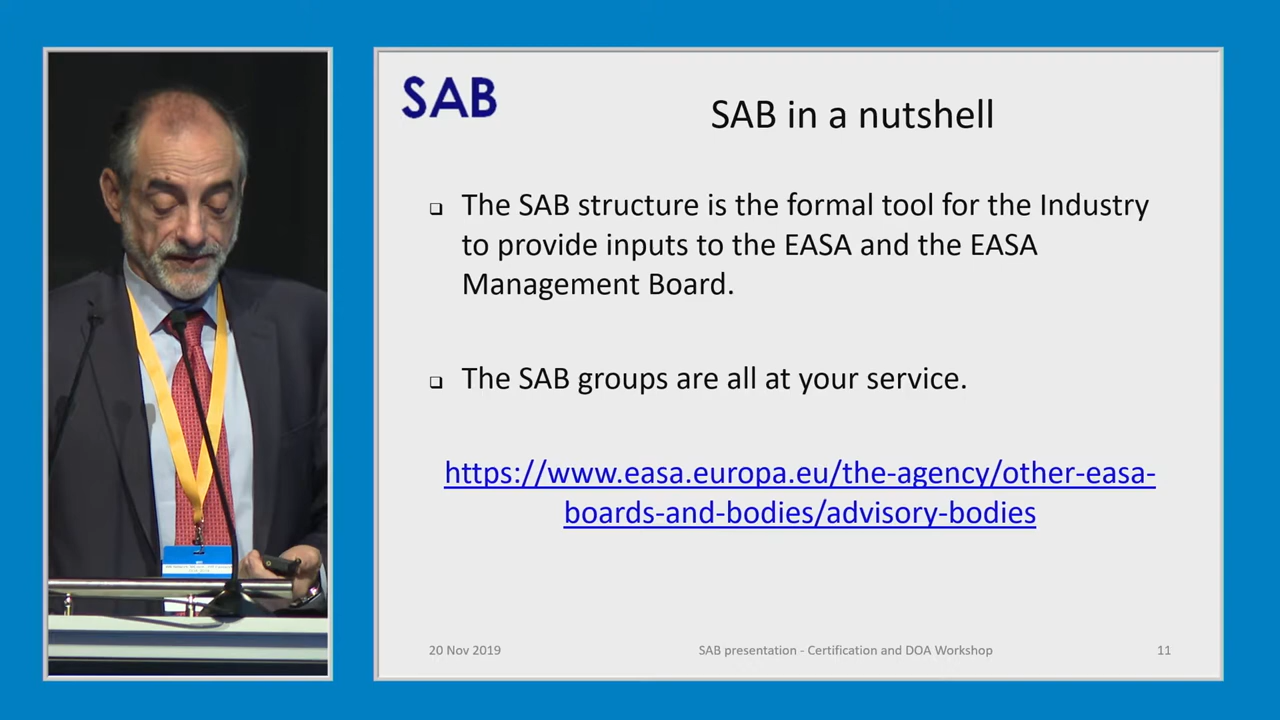 SAB
SAB in a nutshell
❑ The SAB structure is the formal tool for the Industry
to provide inputs to the EASA and the EASA
Management Board.
❑ The SAB groups are all at your service.
https://www.easa.europa.eu/the-agency/other-easa-
boards-and-bodies/advisory-bodies
20 Nov 2019
SAB presentation - Certification and DOA Workshop
11